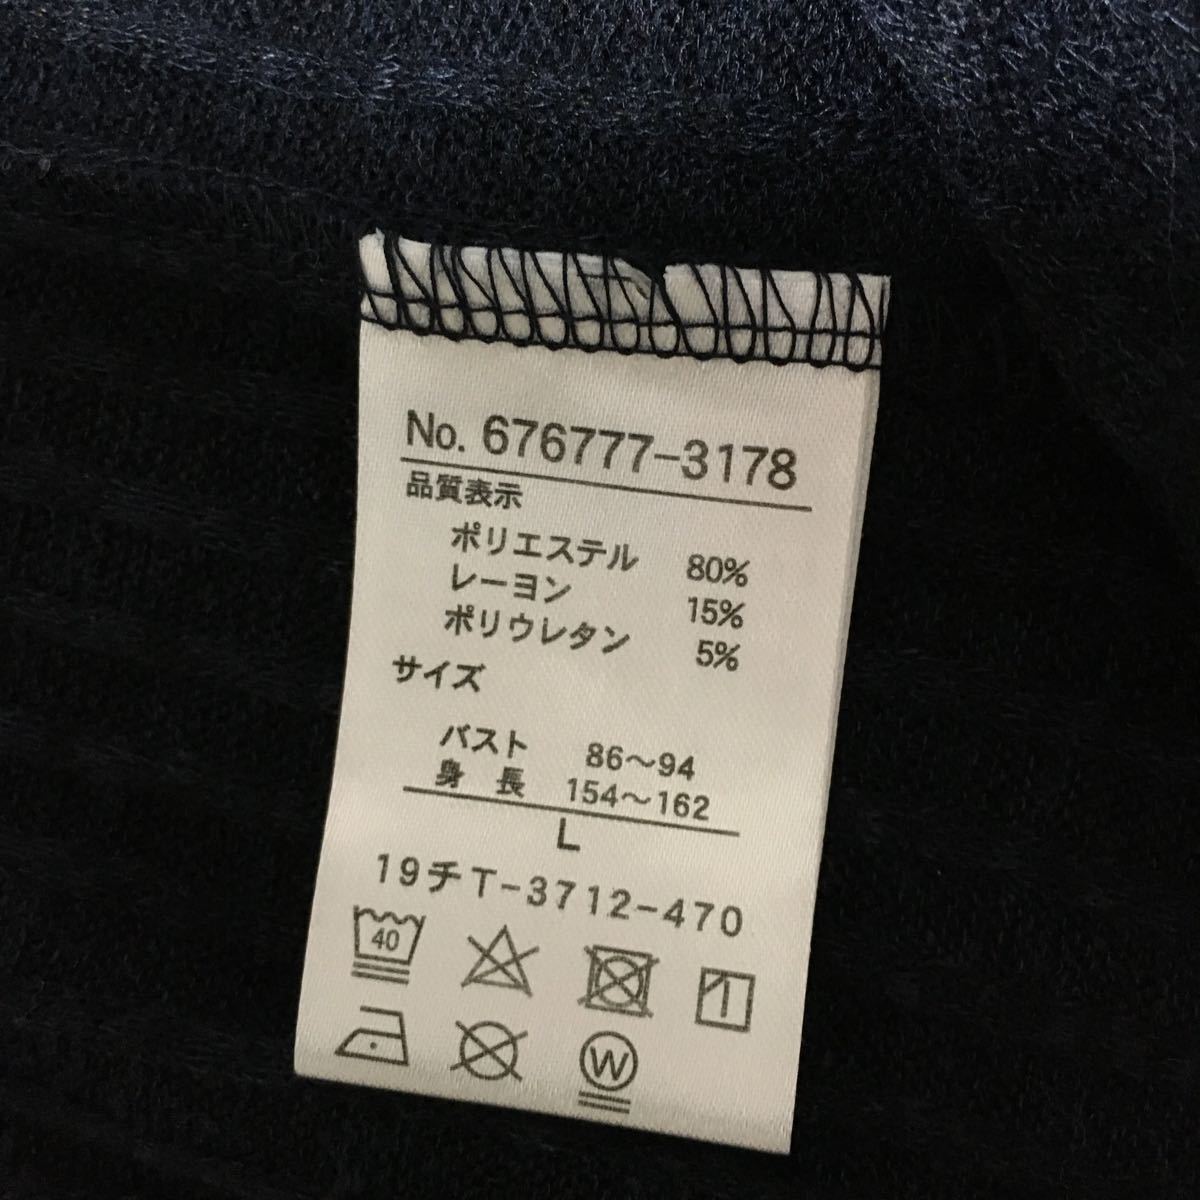 No. 676777-3178
品質表示
ポリエステル 80%
レーヨン 15%
ポリウレタン 5%
サイズ
バスト 86～94
身 長 154～162
L
19チT-3712-470
40
W